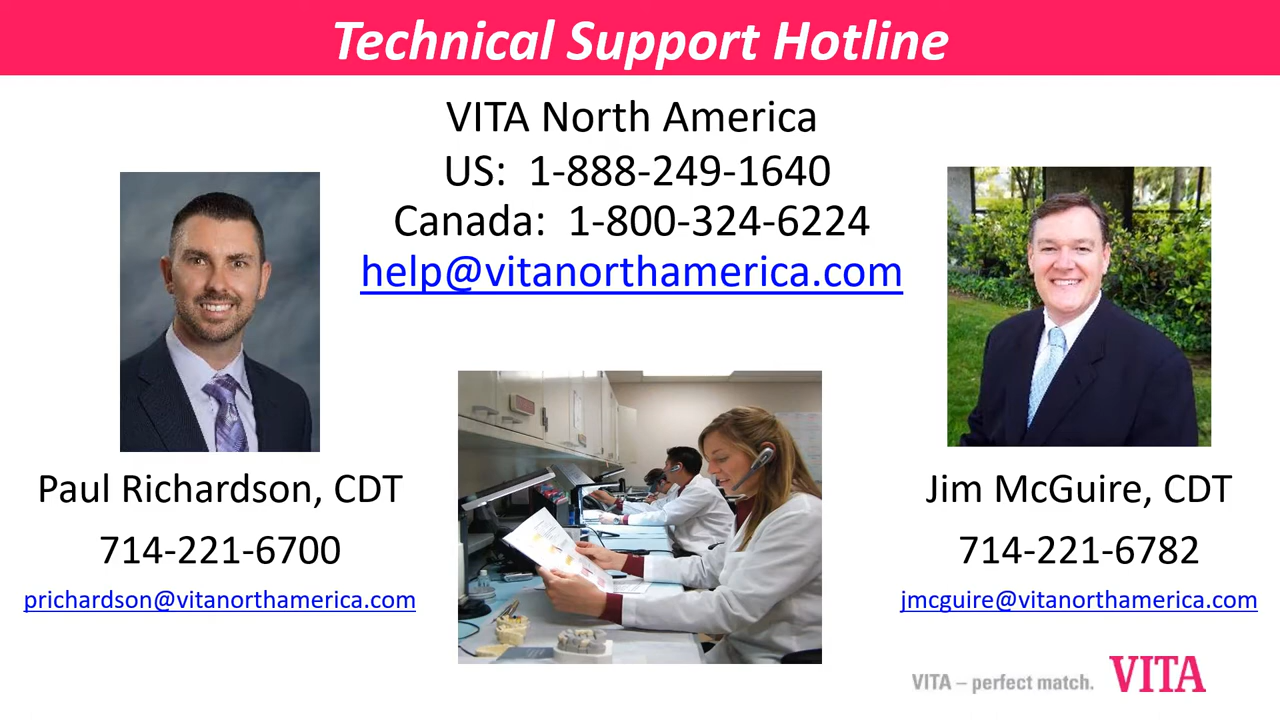 Technical Support Hotline
VITA North America
US: 1-888-249-1640
Canada: 1-800-324-6224
help@vitanorthamerica.com
Paul Richardson, CDT
714-221-6700
prichardson@vitanorthamerica.com
Jim McGuire, CDT
714-221-6782
jmcguire@vitanorthamerica.com
VITA – perfect match.
VITA